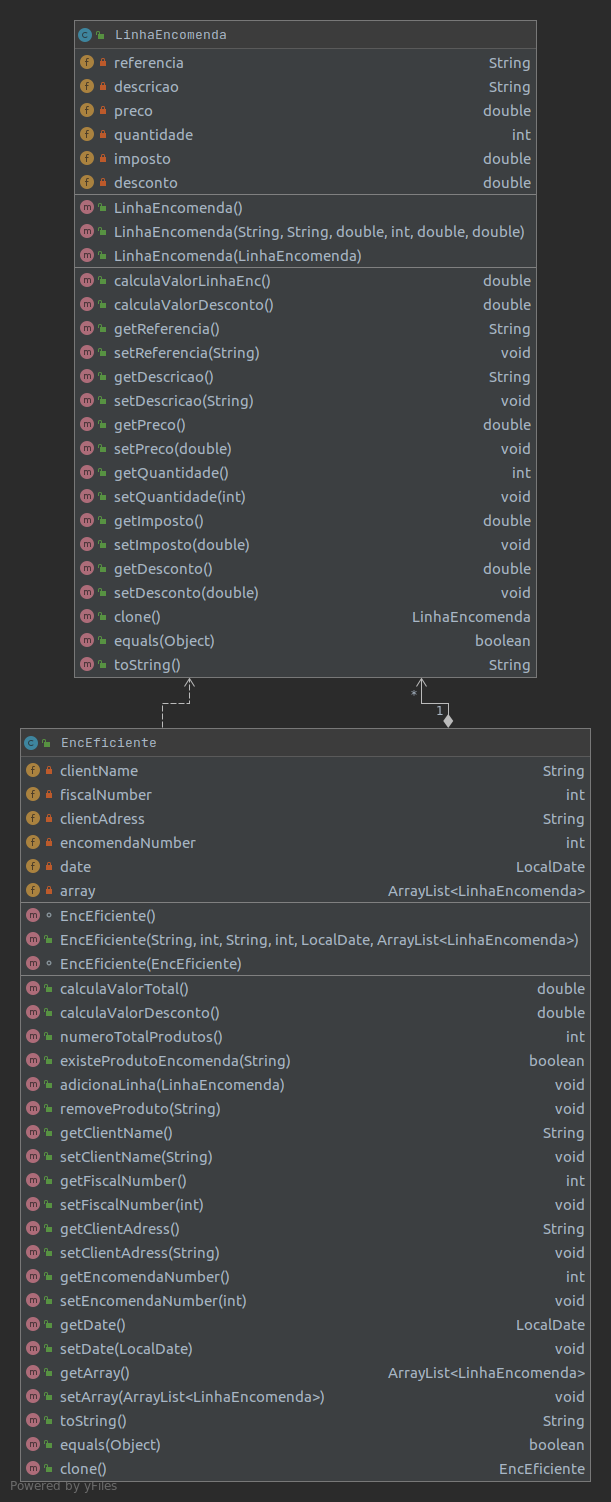 LinhaEncomenda
referencia String
descricao String
preco double
quantidade int
imposto double
desconto double
LinhaEncomenda()
LinhaEncomenda(String, String, double, int, double, double)
LinhaEncomenda(LinhaEncomenda)
calculaValorLinhaEnc() double
calculaValorDesconto() double
getReferencia() String
setReferencia(String) void
getDescricao() String
setDescricao(String) void
getPreco() double
setPreco(double) void
getQuantidade() int
setQuantidade(int) void
getImposto() double
setImposto(double) void
getDesconto() double
setDesconto(double) void
clone() LinhaEncomenda
equals(Object) boolean
toString() String
*
1
EncEficiente
clientName String
fiscalNumber int
clientAdress String
encomendaNumber int
date LocalDate
array ArrayList<LinhaEncomenda>
EncEficiente()
EncEficiente(String, int, String, int, LocalDate, ArrayList<LinhaEncomenda>)
EncEficiente(EncEficiente)
calculaValorTotal() double
calculaValorDesconto() double
numeroTotalProdutos() int
existeProdutoEncomenda(String) boolean
adicionaLinha(LinhaEncomenda) void
removeProduto(String) void
getClientName() String
setClientName(String) void
getFiscalNumber() int
setFiscalNumber(int) void
getClientAdress() String
setClientAdress(String) void
getEncomendaNumber() int
setEncomendaNumber(int) void
getDate() LocalDate
setDate(LocalDate) void
getArray() ArrayList<LinhaEncomenda>
setArray(ArrayList<LinhaEncomenda>) void
toString() String
equals(Object) boolean
clone() EncEficiente
Powered by yFiles